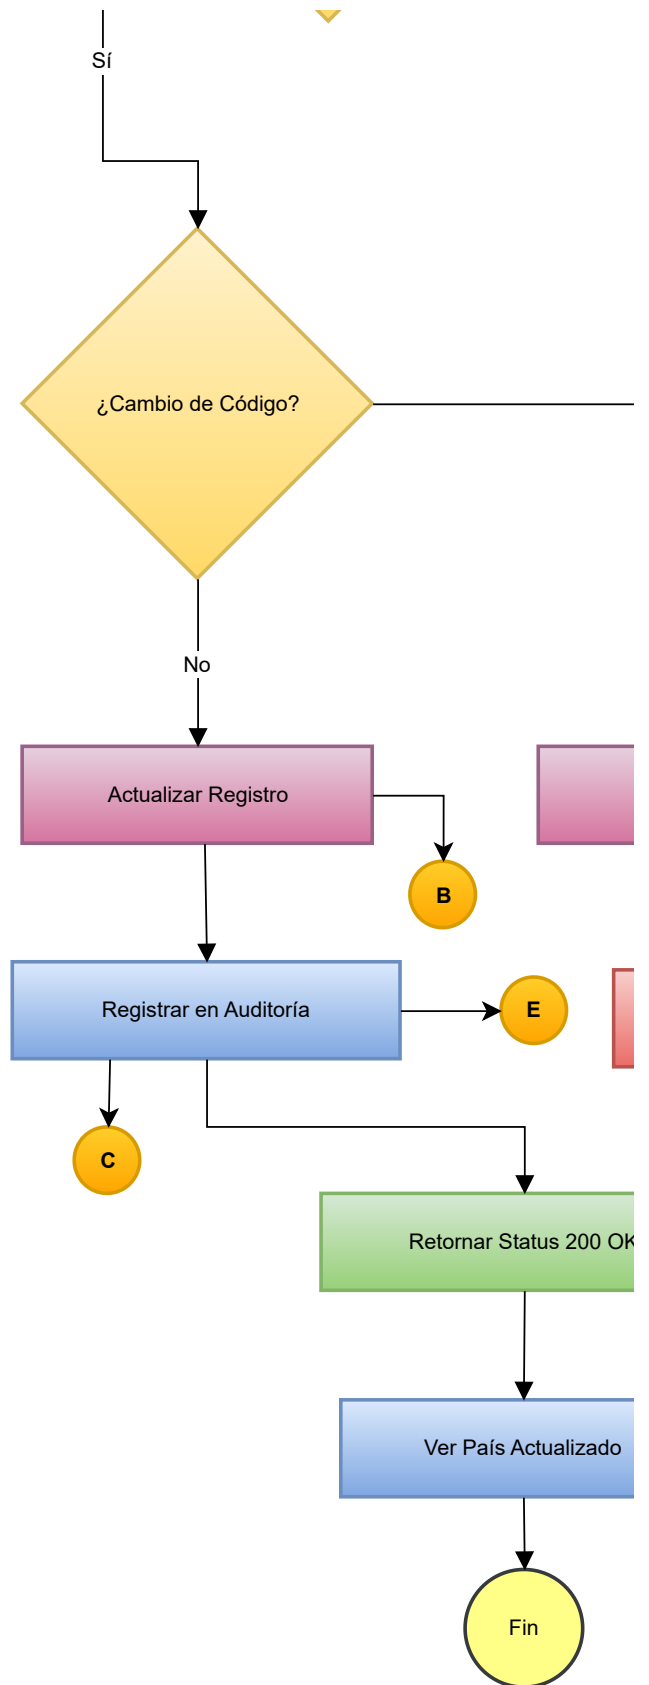 Sí
¿Cambio de Código?
No
Actualizar Registro
B
Registrar en Auditoría
E
C
Retornar Status 200 OK
Ver País Actualizado
Fin